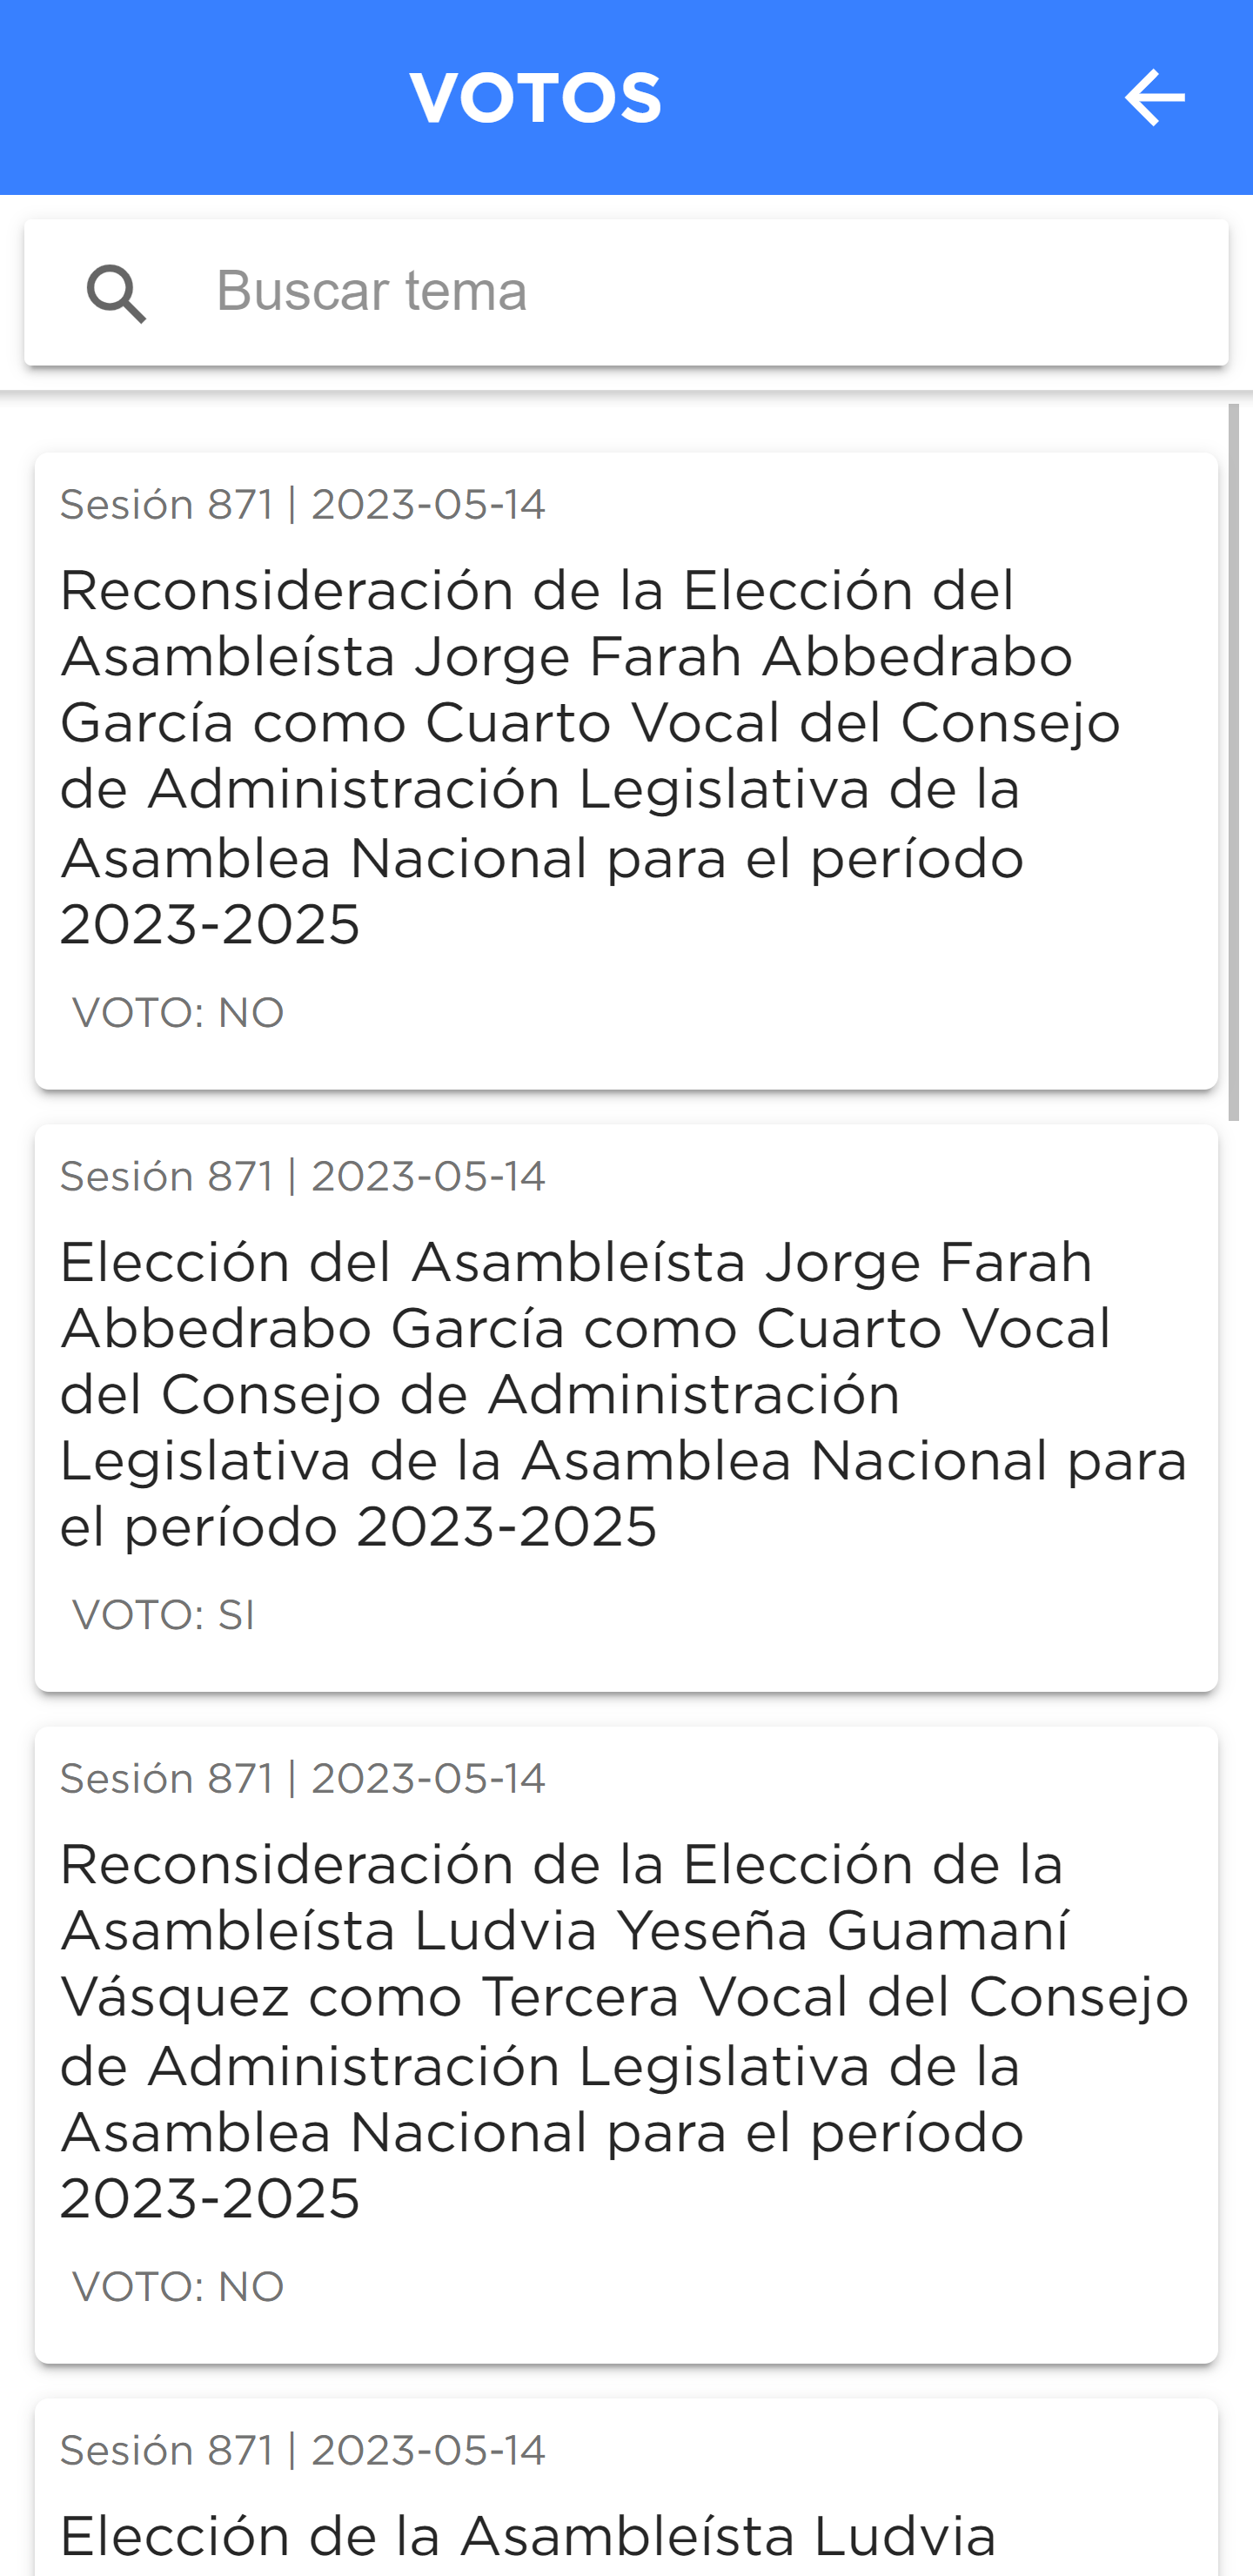 VOTOS
Buscar tema
Sesión 871 | 2023-05-14
Reconsideración de la Elección del
Asambleísta Jorge Farah Abbedrabo
García como Cuarto Vocal del Consejo
de Administración Legislativa de la
Asamblea Nacional para el período
2023-2025
VOTO: NO
Sesión 871 | 2023-05-14
Elección del Asambleísta Jorge Farah
Abbedrabo García como Cuarto Vocal
del Consejo de Administración
Legislativa de la Asamblea Nacional para
el período 2023-2025
VOTO: SI
Sesión 871 | 2023-05-14
Reconsideración de la Elección de la
Asambleísta Ludvia Yeseña Guamaní
Vásquez como Tercera Vocal del Consejo
de Administración Legislativa de la
Asamblea Nacional para el período
2023-2025
VOTO: NO
Sesión 871 | 2023-05-14
Elección de la Asambleísta Ludvia